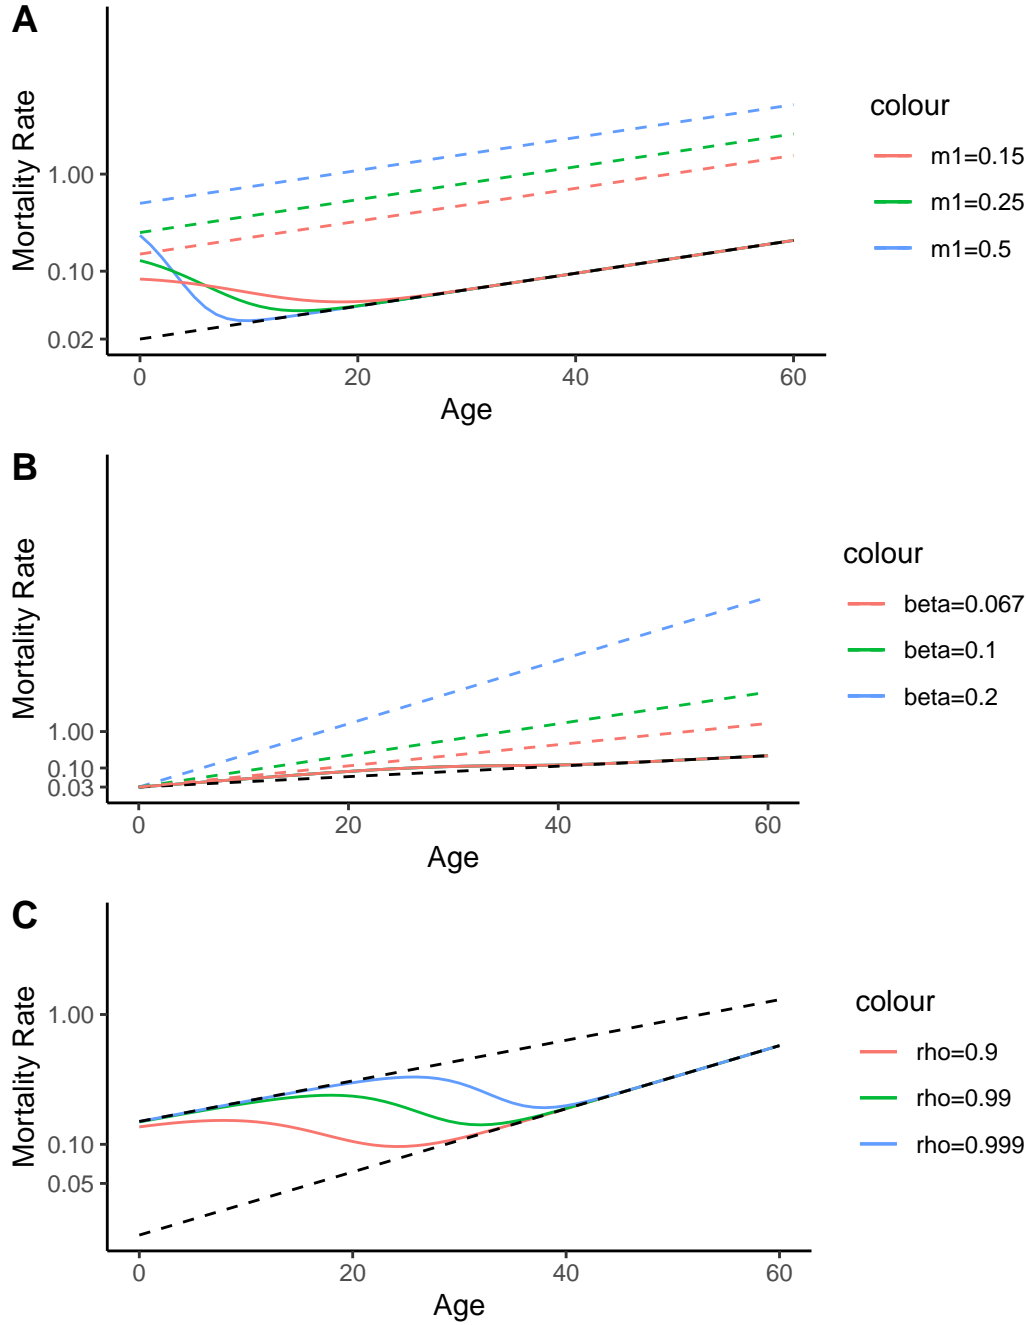 A
Mortality Rate
1.00
0.10
0.02
0
20
40
60
Age
colour
m1=0.15
m1=0.25
m1=0.5
B
Mortality Rate
1.00
0.10
0.03
0
20
40
60
Age
colour
beta=0.067
beta=0.1
beta=0.2
C
Mortality Rate
1.00
0.10
0.05
0
20
40
60
Age
colour
rho=0.9
rho=0.99
rho=0.999